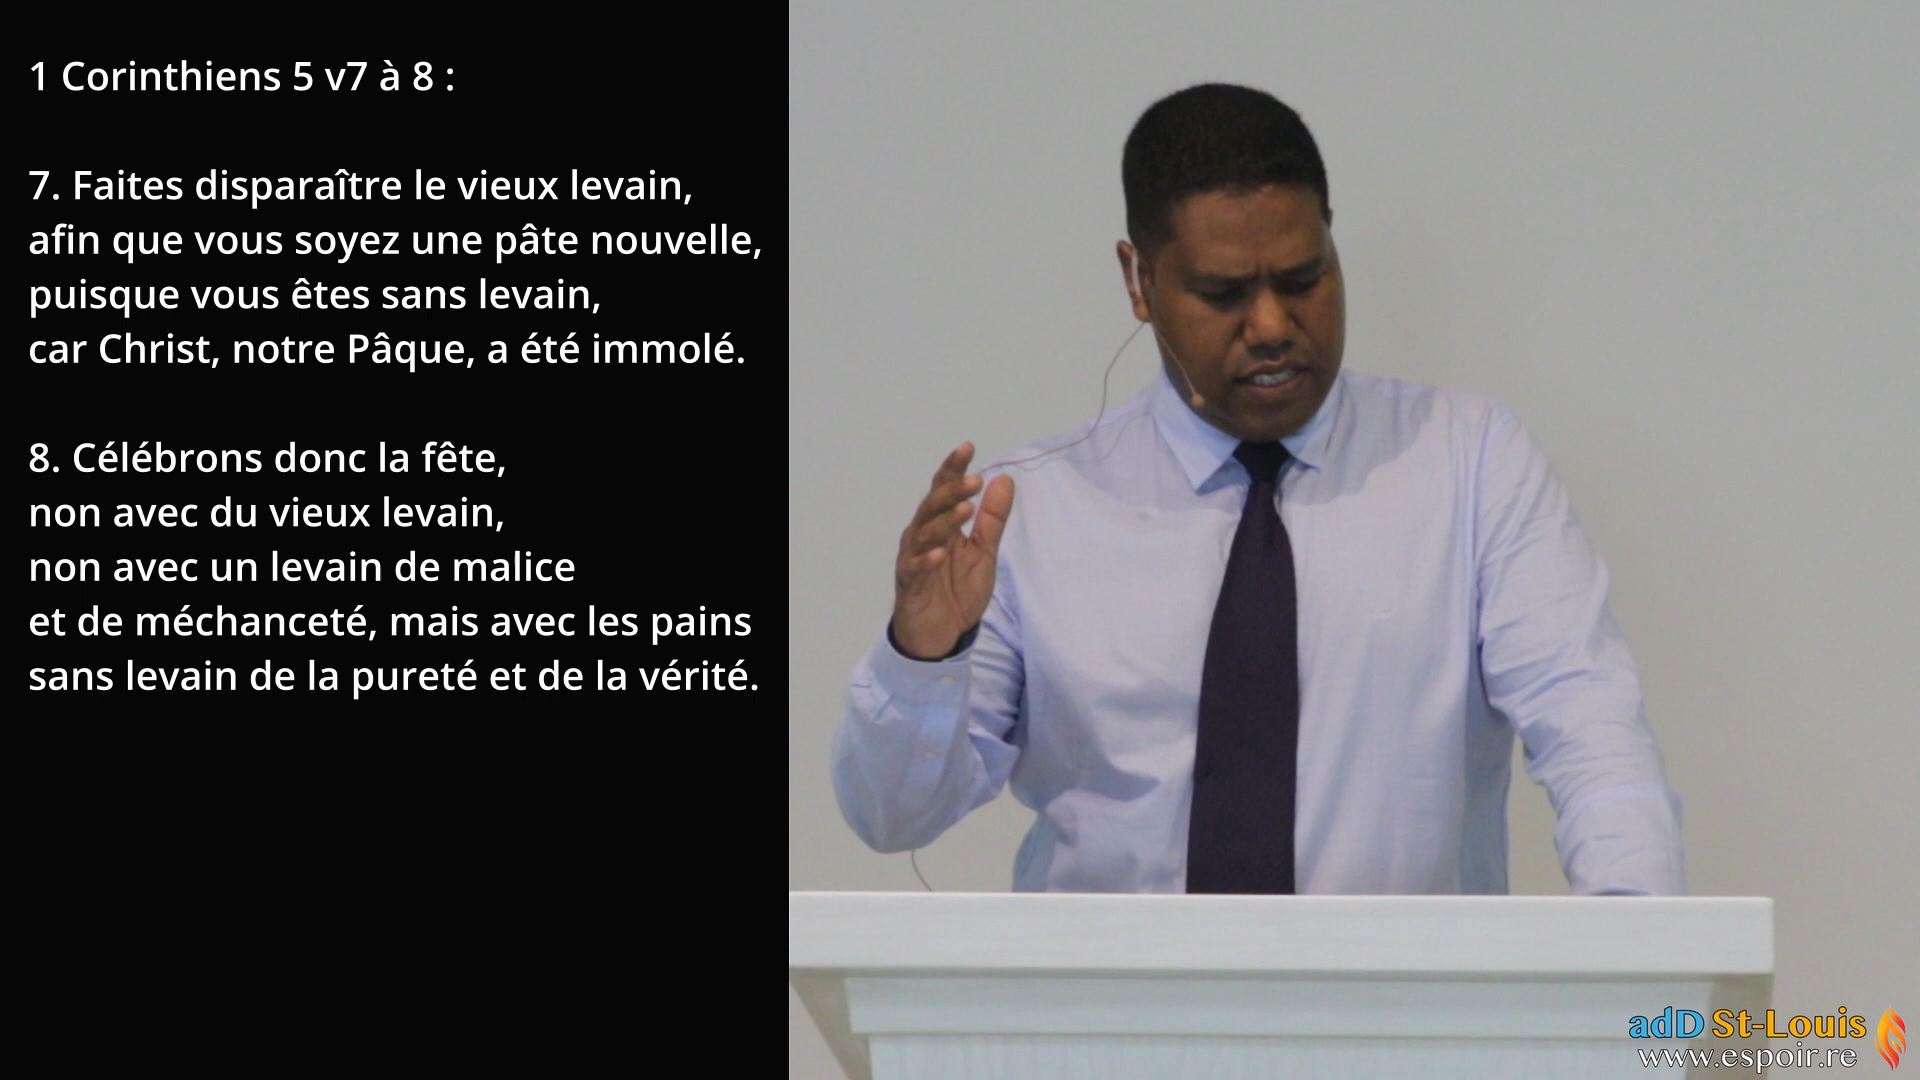 1 Corinthiens 5 v7 à 8 :
7. Faites disparaître le vieux levain,
afin que vous soyez une pâte nouvelle,
puisque vous êtes sans levain,
car Christ, notre Pâque, a été immolé.
8. Célébrons donc la fête,
non avec du vieux levain,
non avec un levain de malice
et de méchanceté, mais avec les pains
sans levain de la pureté et de la vérité.
adD St-Louis
www.espoir.re